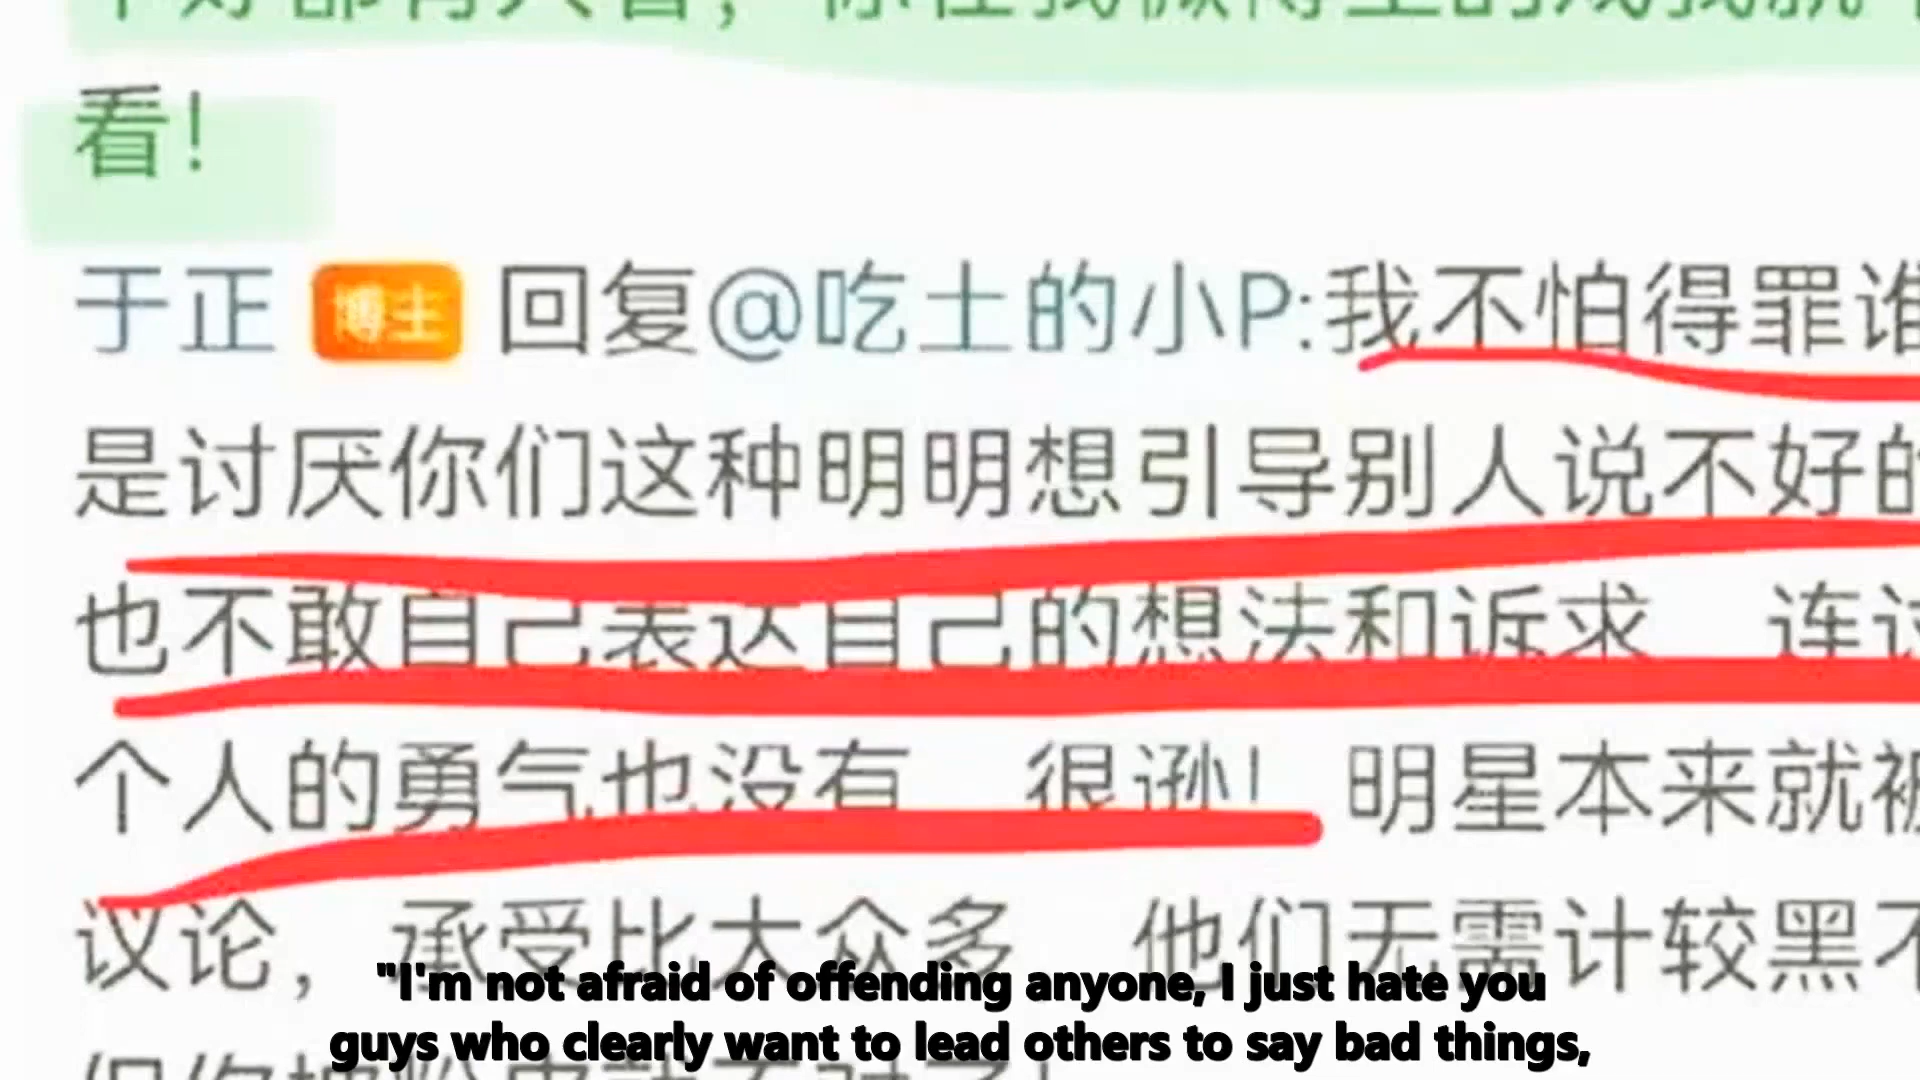 看！
于正 博主 回复@吃土的小P:我不怕得罪谁
是讨厌你们这种明明想引导别人说不好的
也不敢自己表达自己的想法和诉求 连讨
个人的勇气也没有 很逊！明星本来就被
议论，承受比大众多 他们无需计较黑不
"I'm not afraid of offending anyone, I just hate you
guys who clearly want to lead others to say bad things,